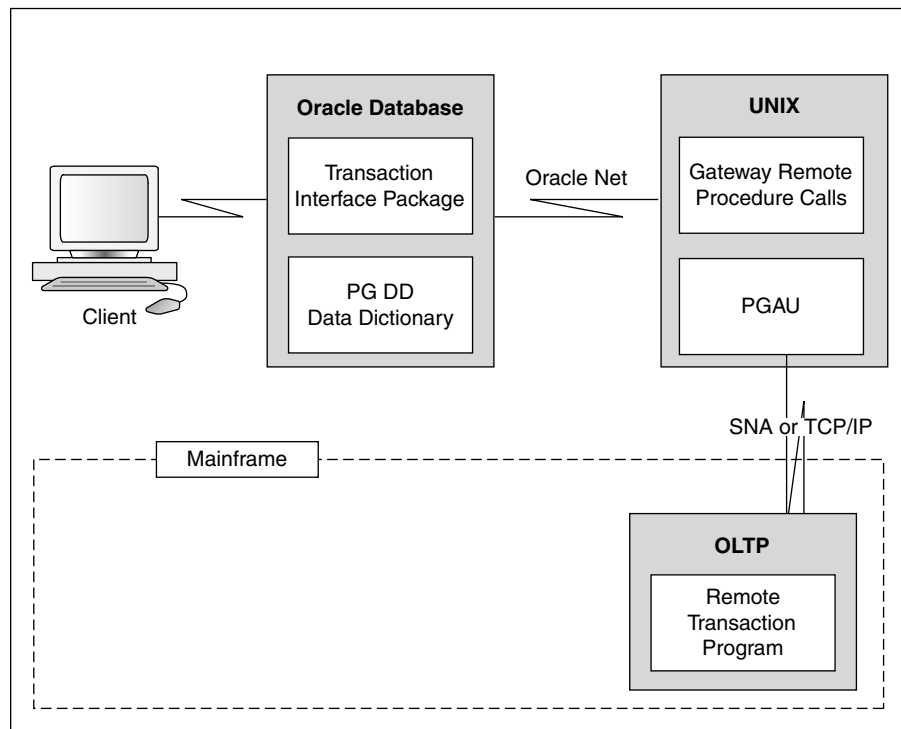 Oracle Database
Transaction
Interface Package
PG DD
Data Dictionary
Client
Oracle Net
UNIX
Gateway Remote
Procedure Calls
PGAU
SNA or TCP/IP
Mainframe
OLTP
Remote
Transaction
Program